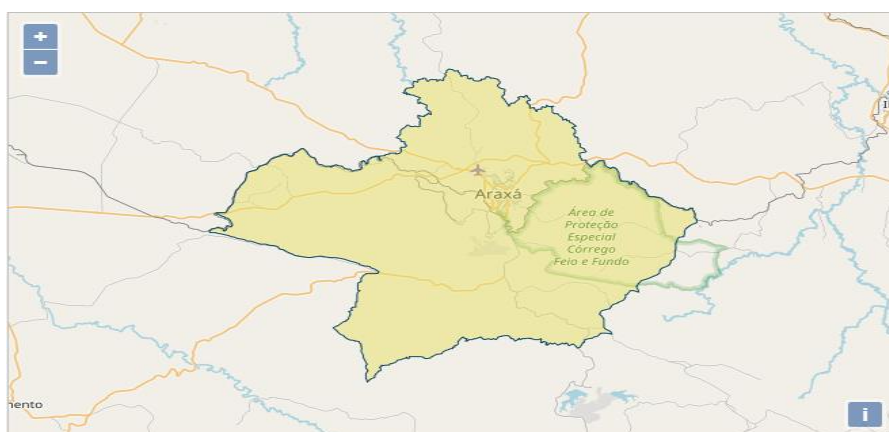 +
−
Araxá
Área de
Proteção
Especial
Córrego
Feio e Fundo
nento
i